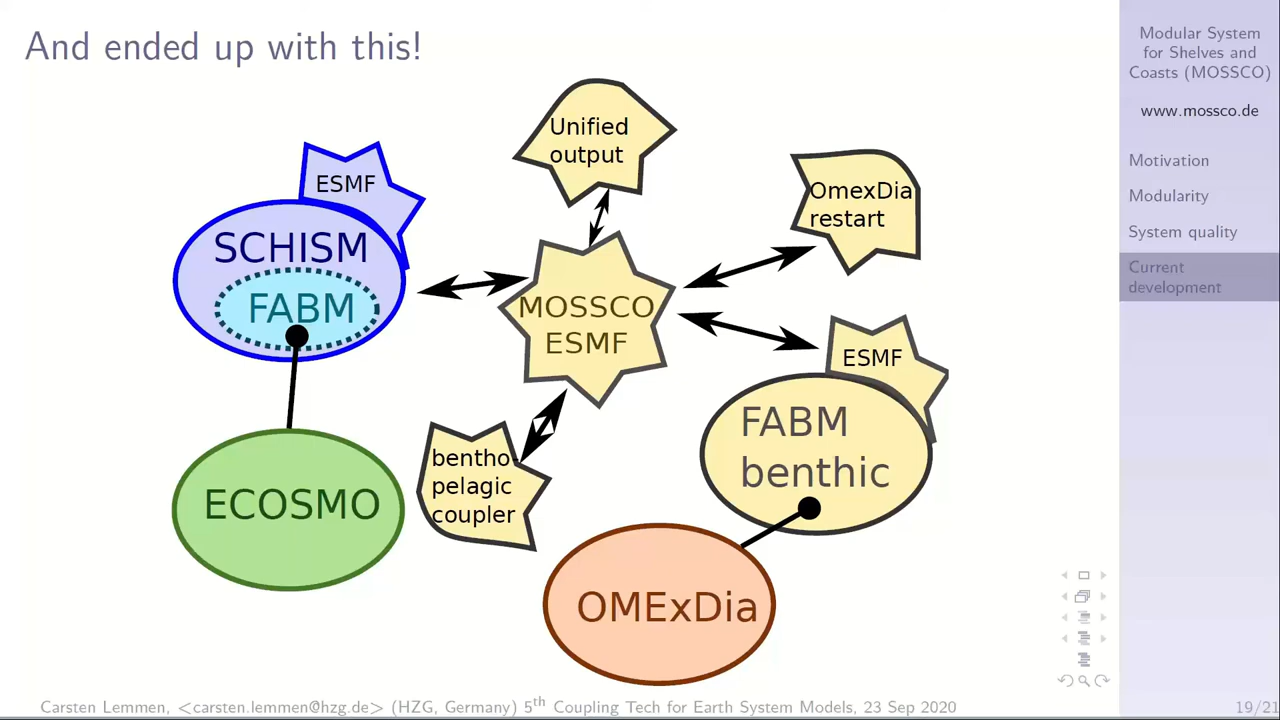 And ended up with this!
Unified
output
ESMF
OmexDia
restart
SCHISM
FABM
MOSSCO
ESMF
ESMF
FABM
benthic
bentho-
pelagic
coupler
ECOSMO
OMExDia
Modular System
for Shelves and
Coasts (MOSSCO)
www.mossco.de
Motivation
Modularity
System quality
Current
development
Carsten Lemmen, <carsten.lemmen@hzg.de> (HZG, Germany) 5th Coupling Tech for Earth System Models, 23 Sep 2020
19/21